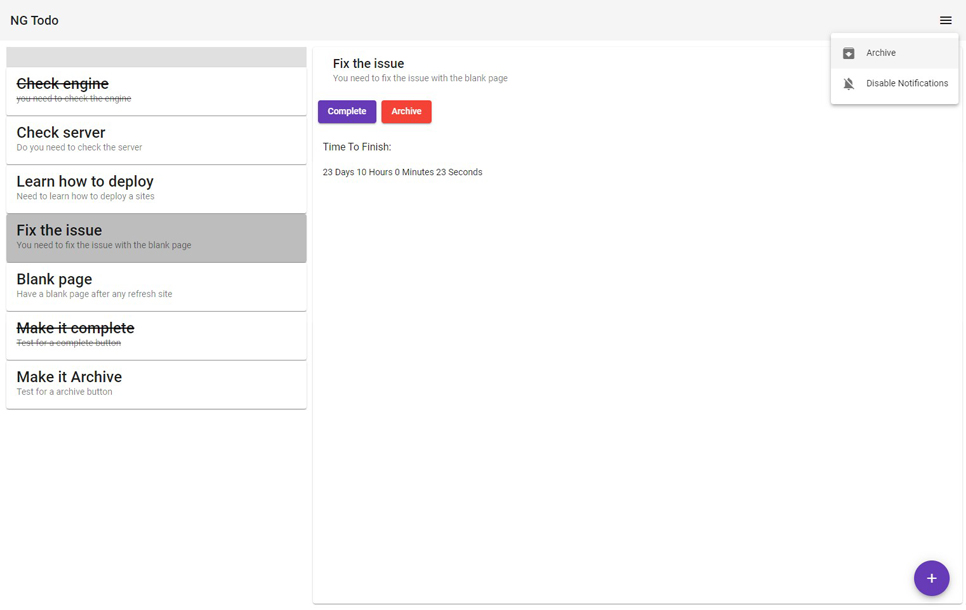 NG Todo
Archive
Disable Notifications
Check engine
you need to check the engine
Check server
Do you need to check the server
Learn how to deploy
Need to learn how to deploy a sites
Fix the issue
You need to fix the issue with the blank page
Blank page
Have a blank page after any refresh site
Make it complete
Test for a complete button
Make it Archive
Test for a archive button
Fix the issue
You need to fix the issue with the blank page
Complete
Archive
Time To Finish:
23 Days 10 Hours 0 Minutes 23 Seconds
+